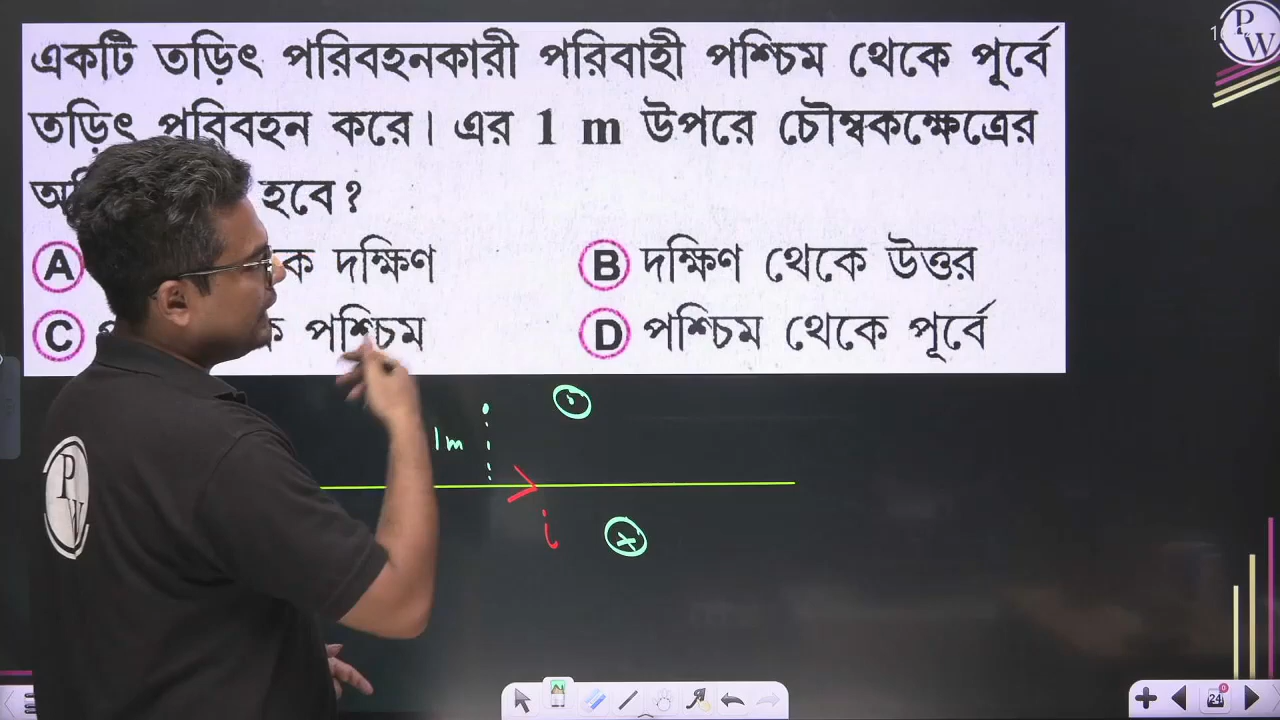 একটি তড়িৎ পরিবহনকারী পরিবাহী পশ্চিম থেকে পূর্বে
তড়িৎ পরিবহন করে। এর 1 m উপরে চৌম্বকক্ষেত্রের
হবে?
A দক্ষিণ
B দক্ষিণ থেকে উত্তর
C পশ্চিম
D পশ্চিম থেকে পূর্বে
1m
i
P
W
P
W
24